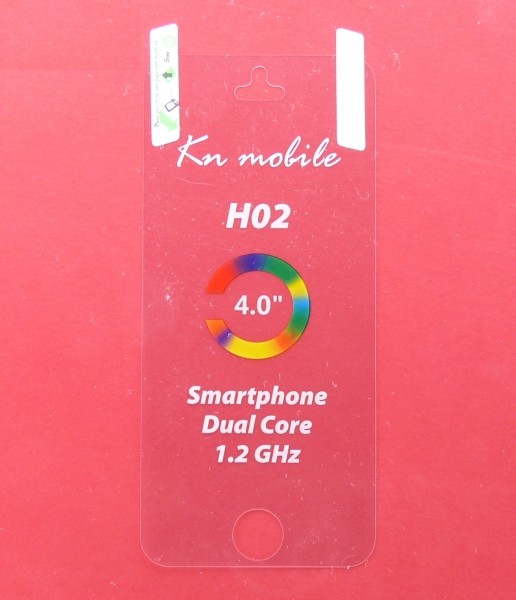 Kn mobile
H02
4.0"
Smartphone
Dual Core
1.2 GHz